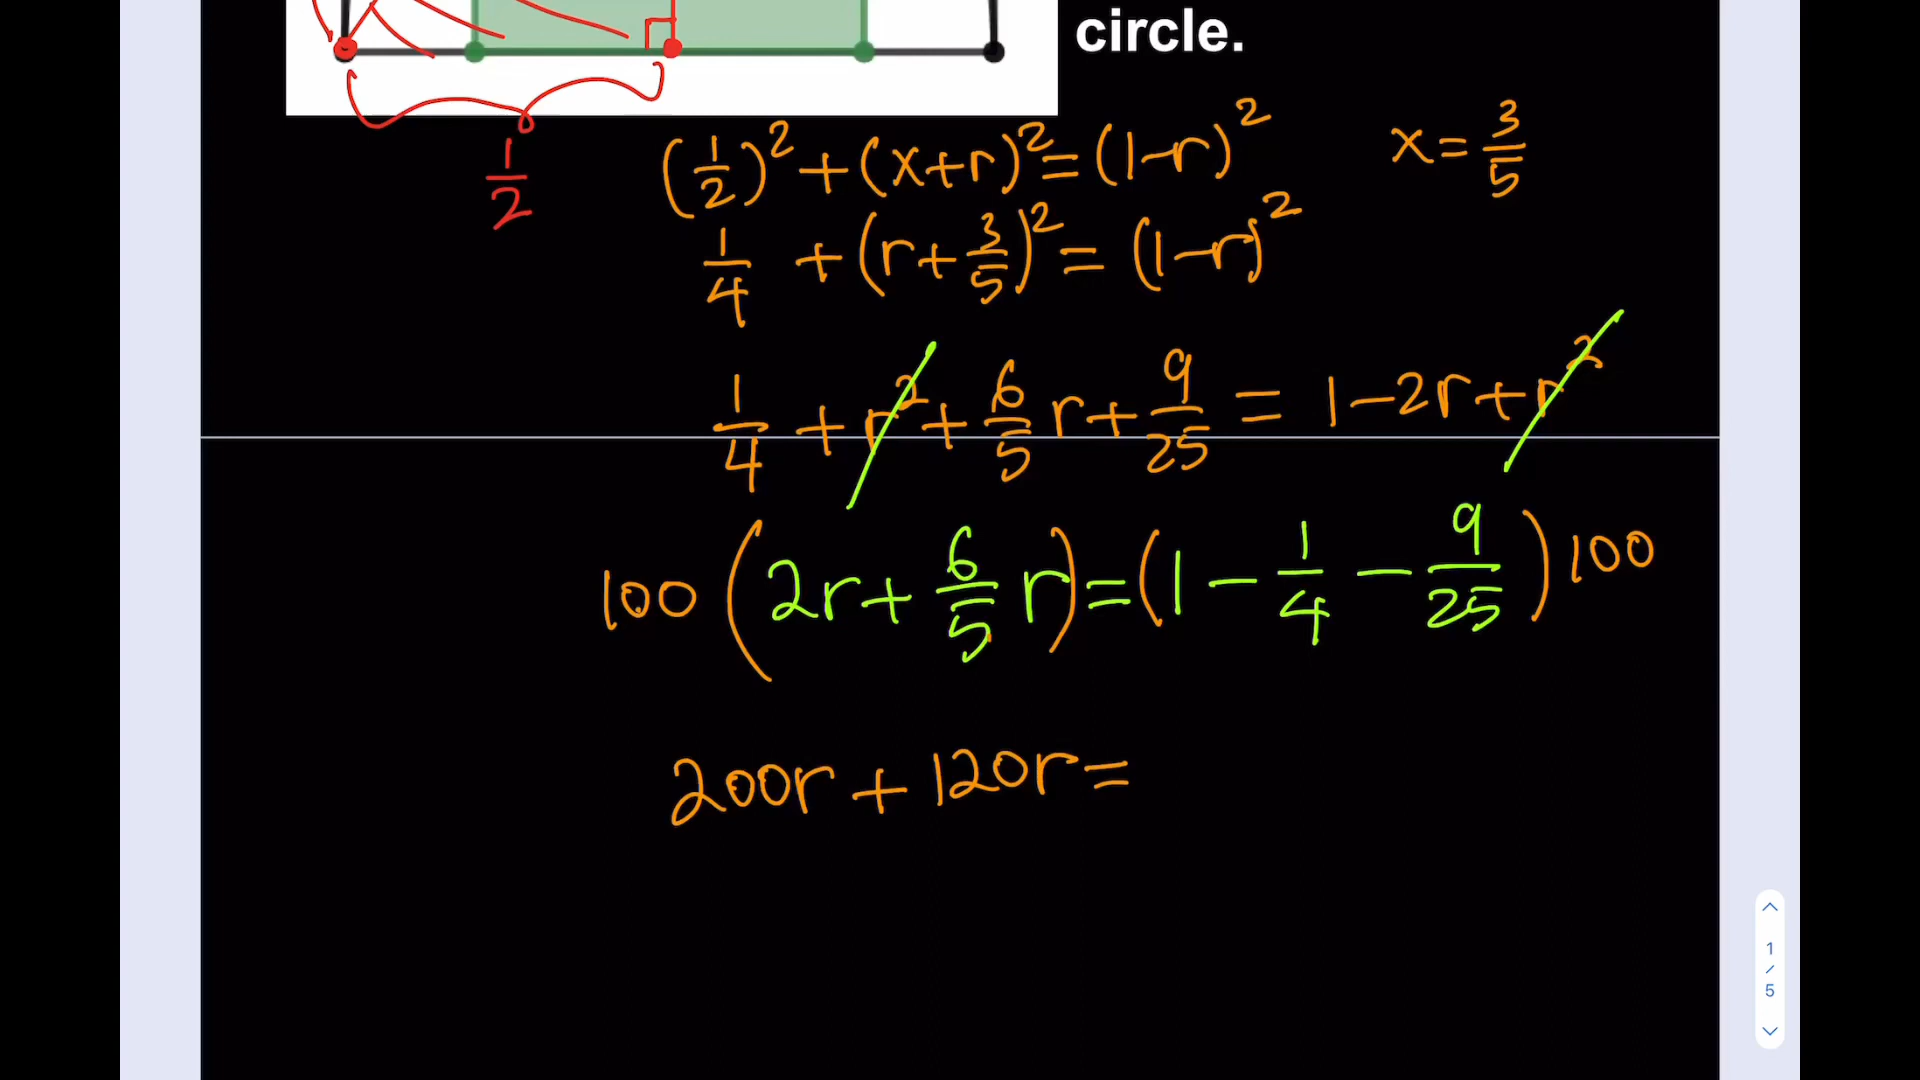 circle.
1/2
(1/2)² + (x+r)² = (1-r)²
x = 3/5
1/4 + (r+3/5)² = (1-r)²
1/4 + r² + 6/5 r + 9/25 = 1-2r+r²
100 (2r + 6/5 r) = (1 - 1/4 - 9/25) 100
200r + 120r =
1
/
5